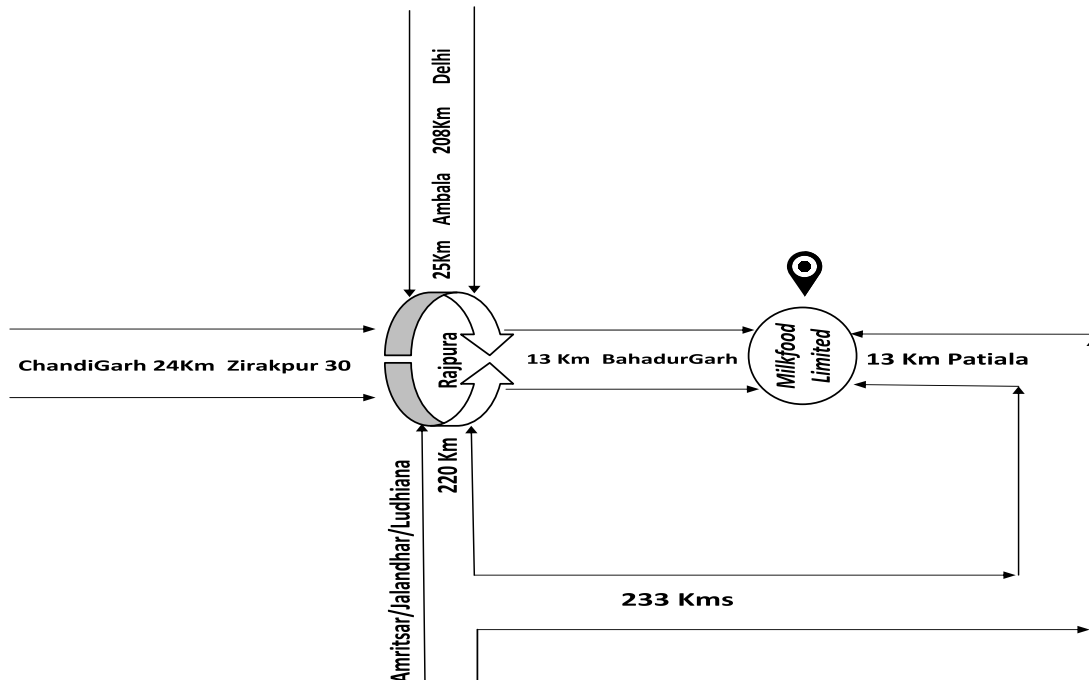 25Km Ambala 208Km Delhi
ChandiGarh 24Km Zirakpur 30
Rajpura
13 Km BahadurGarh
Milkfood
Limited
13 Km Patiala
220 Km
Amritsar/Jalandhar/Ludhiana
233 Kms